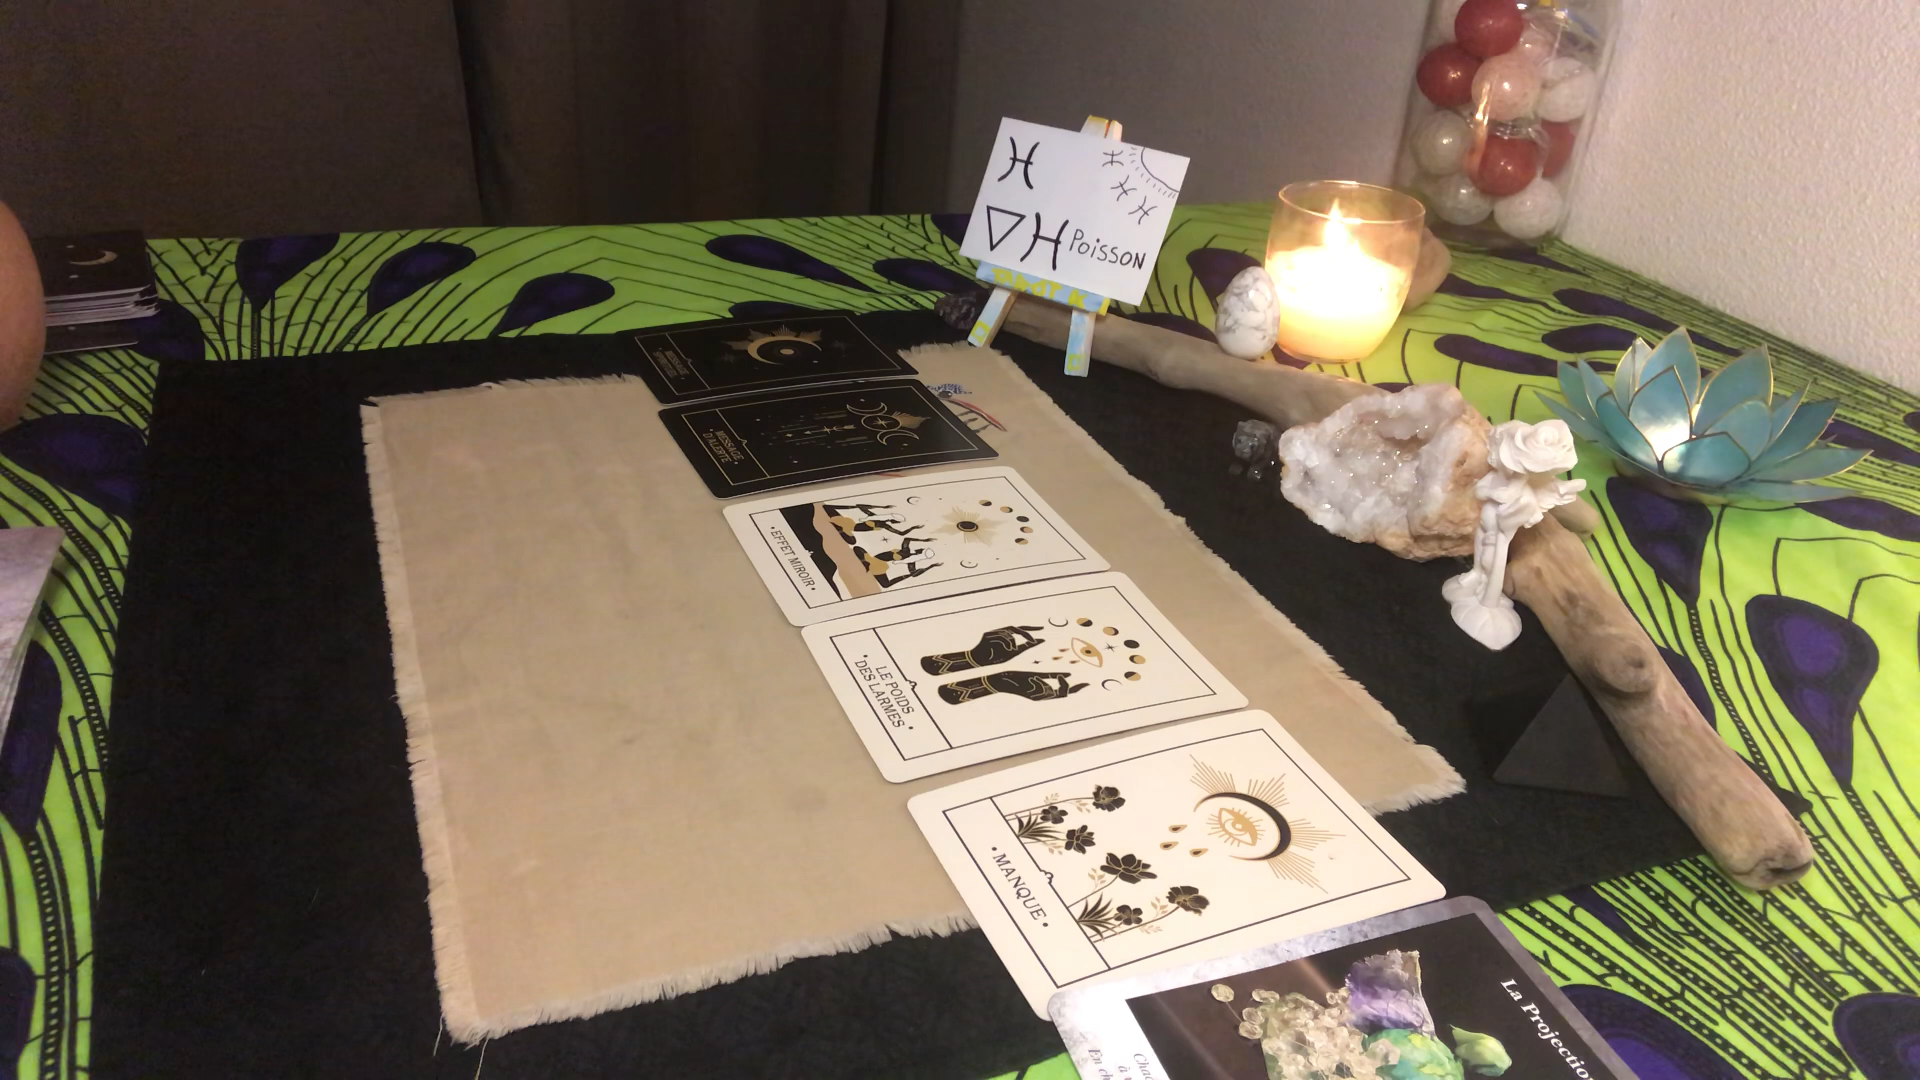 Poisson
MESSAGE
D'ALERTE
EFFET MIROIR
LE POIDS
DES LARMES
MANQUE
La Projection